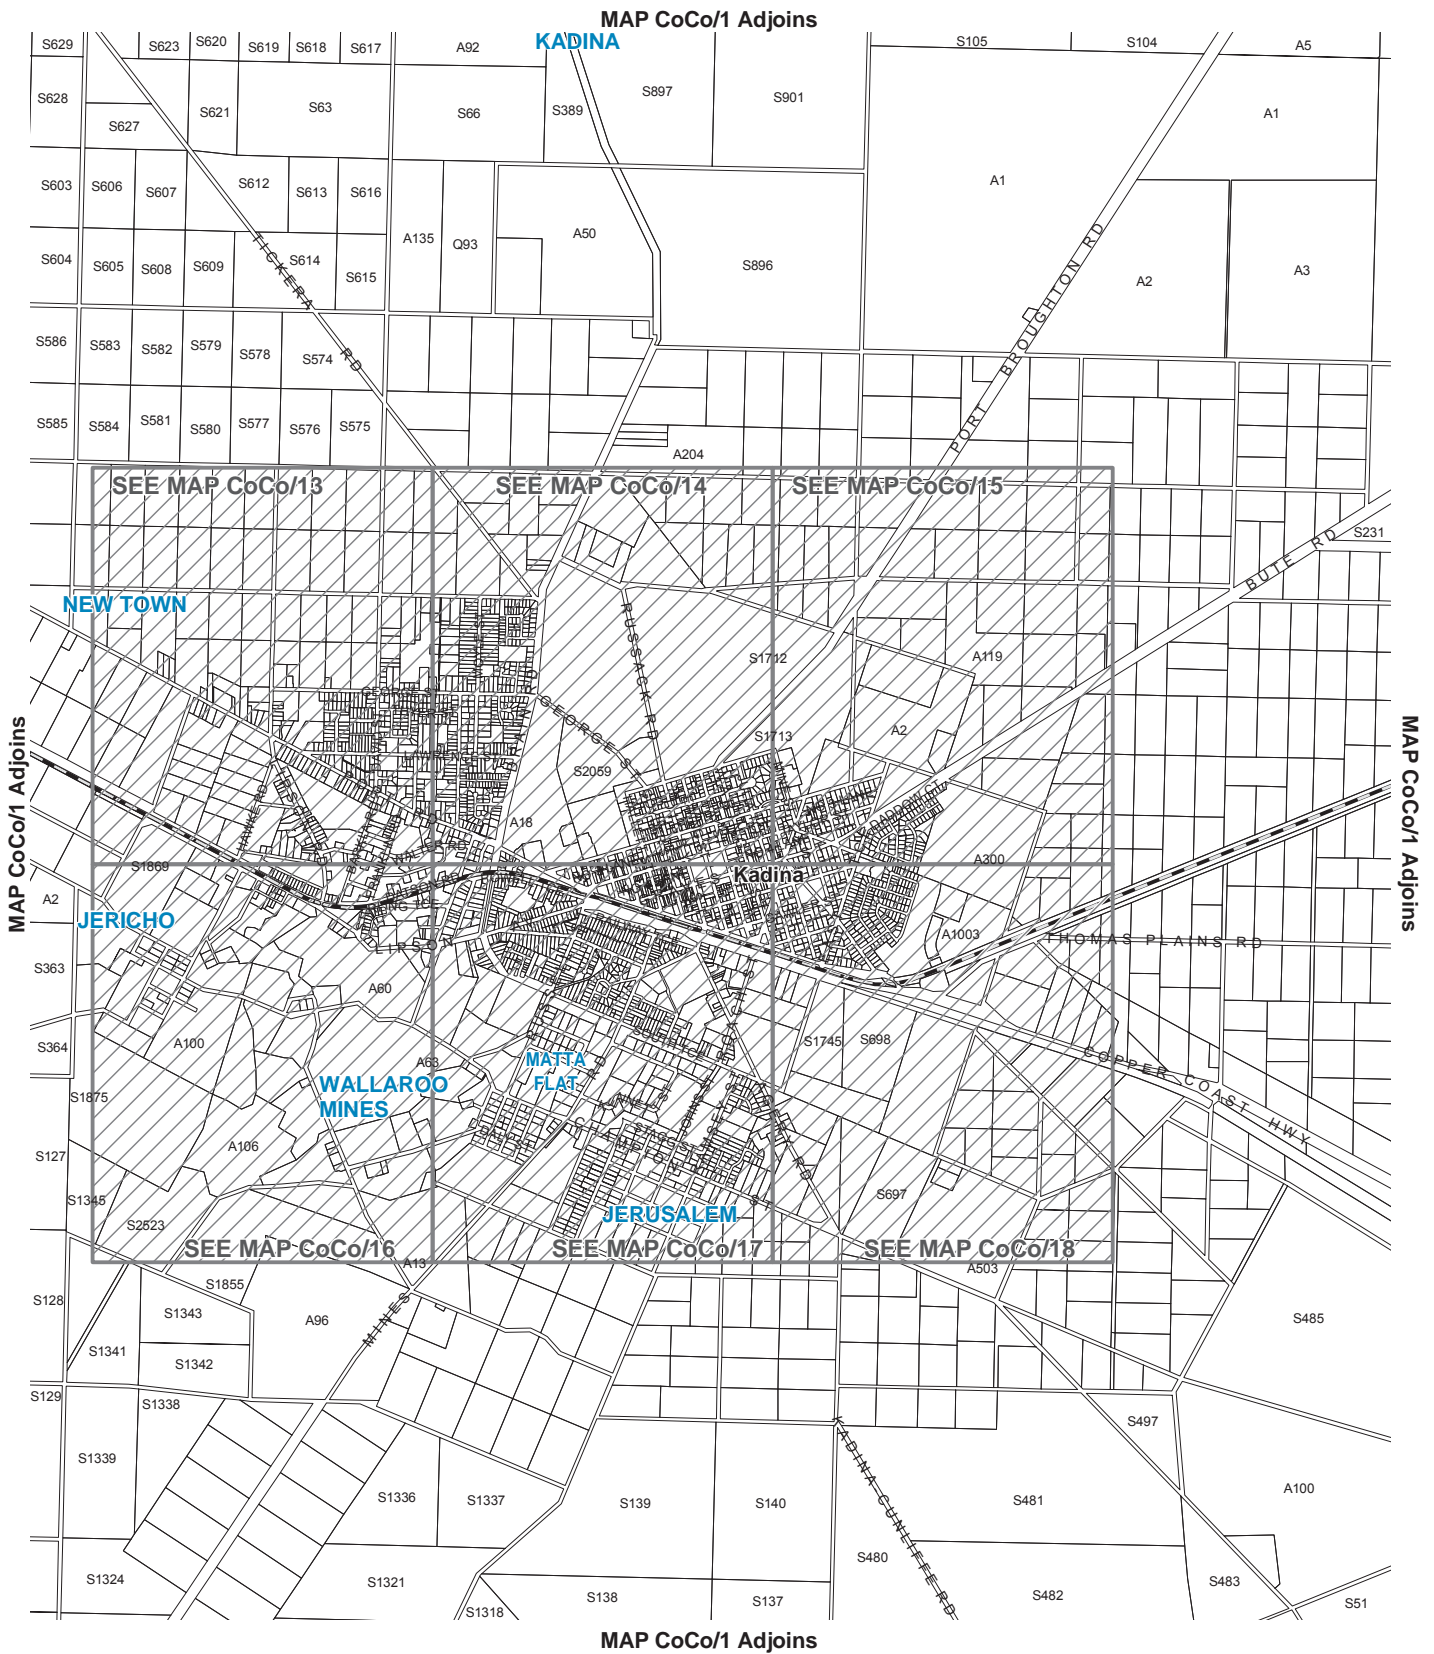 MAP CoCo/1 Adjoins
KADINA
S629
S623
S620
S619
S618
S617
A92
S105
S104
A5
S628
S627
S621
S63
S66
S389
S897
S901
A1
A1
S603
S606
S607
S612
S613
S616
A135
Q93
A50
S896
A2
A3
S604
S605
S608
S609
S614
S615
TICKERA RD
PORT BROUGHTON RD
S586
S583
S582
S579
S578
S574
S585
S584
S581
S580
S577
S576
S575
A204
SEE MAP CoCo/13
SEE MAP CoCo/14
SEE MAP CoCo/15
S231
BUTE RD
NEW TOWN
RUSSACK RD
S1712
A119
GEORGE ST
GEORGE ST
S1713
A2
LAWRENCE ST
S2059
A18
HAWKE RD
S1869
A300
Kadina
MAP CoCo/1 Adjoins
MAP CoCo/1 Adjoins
A2
JERICHO
A1003
THOMAS PLAINS RD
S363
A60
S364
A100
A63
MATTA
FLAT
S1745
S698
COPPER COAST HWY
WALLAROO
MINES
S1875
A106
S127
S1345
S2523
S697
JERUSALEM
SEE MAP CoCo/16
SEE MAP CoCo/17
SEE MAP CoCo/18
A13
A503
S1855
S128
S1343
A96
MINES
S485
S1341
S1342
S129
S1338
S497
KADINA CUNLIFFE RD
S1339
S1336
S1337
S139
S140
S481
A100
S480
S1324
S1321
S1318
S138
S137
S482
S483
S51
MAP CoCo/1 Adjoins